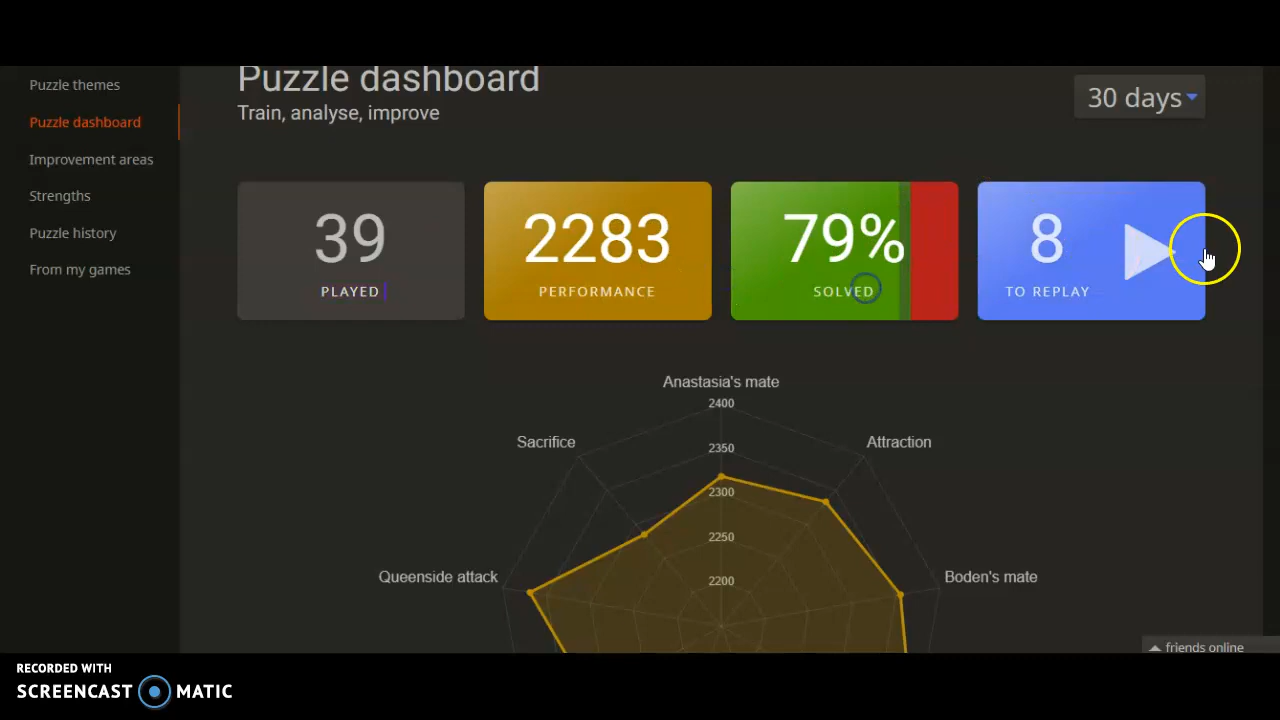 Puzzle themes
Puzzle dashboard
Improvement areas
Strengths
Puzzle history
From my games
Puzzle dashboard
Train, analyse, improve
30 days
39
PLAYED
2283
PERFORMANCE
79%
SOLVED
8
TO REPLAY
Anastasia's mate
2400
Sacrifice
Attraction
2350
2300
2250
Queenside attack
2200
Boden's mate
friends online
RECORDED WITH
SCREENCAST MATIC